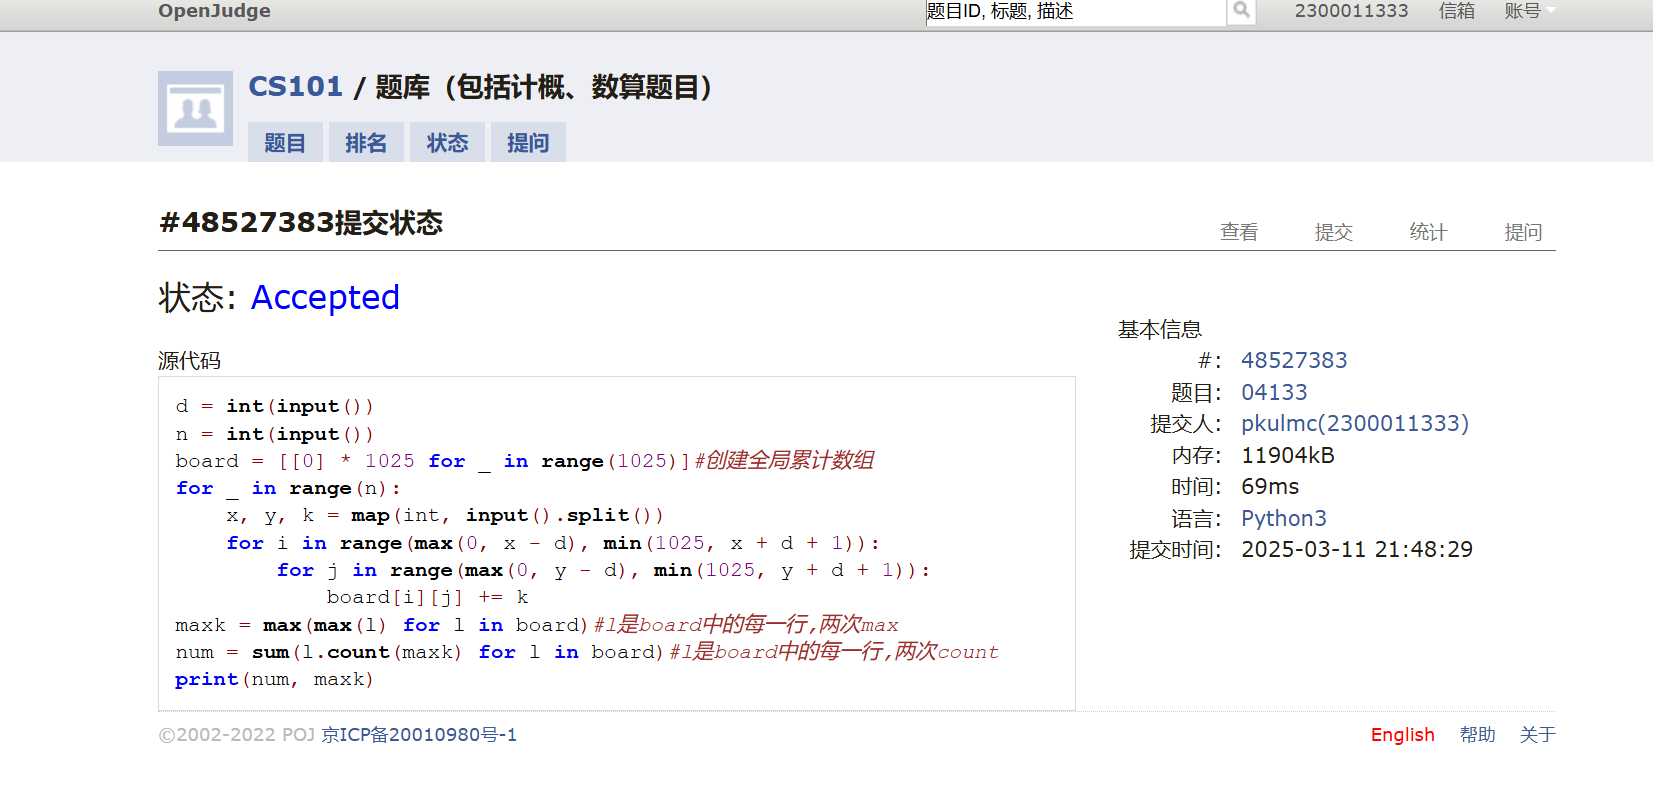 OpenJudge
题目ID, 标题, 描述
2300011333 信箱 账号
CS101 / 题库（包括计概、数算题目）
题目 排名 状态 提问
#48527383提交状态
查看 提交 统计 提问
状态: Accepted
源代码
d = int(input())
n = int(input())
board = [[0] * 1025 for _ in range(1025)]#创建全局累计数组
for _ in range(n):
    x, y, k = map(int, input().split())
    for i in range(max(0, x - d), min(1025, x + d + 1)):
        for j in range(max(0, y - d), min(1025, y + d + 1)):
            board[i][j] += k
maxk = max(max(l) for l in board)#l是board中的每一行,两次max
num = sum(l.count(maxk) for l in board)#l是board中的每一行,两次count
print(num, maxk)
基本信息
#: 48527383
题目: 04133
提交人: pkulmc(2300011333)
内存: 11904kB
时间: 69ms
语言: Python3
提交时间: 2025-03-11 21:48:29
©2002-2022 POJ 京ICP备20010980号-1
English 帮助 关于